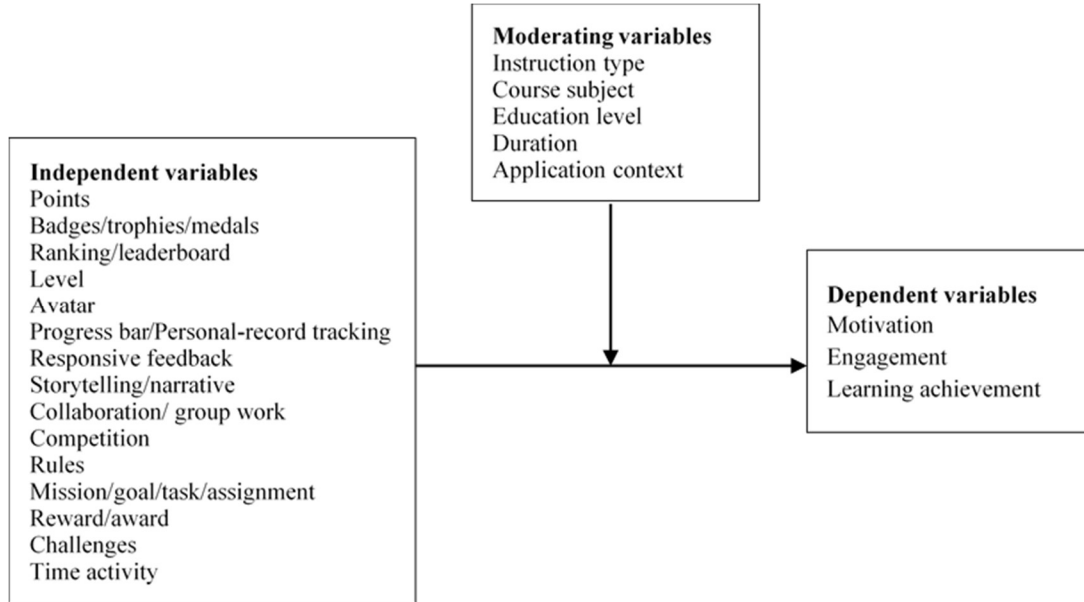 Moderating variables
Instruction type
Course subject
Education level
Duration
Application context
Independent variables
Points
Badges/trophies/medals
Ranking/leaderboard
Level
Avatar
Progress bar/Personal-record tracking
Responsive feedback
Storytelling/narrative
Collaboration/ group work
Competition
Rules
Mission/goal/task/assignment
Reward/award
Challenges
Time activity
Dependent variables
Motivation
Engagement
Learning achievement